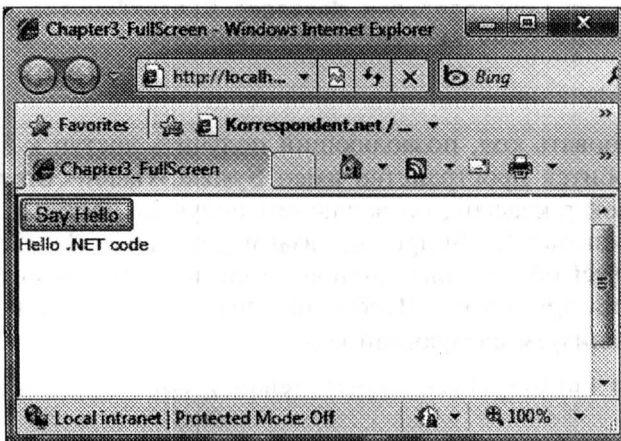 Chapter3_FullScreen - Windows Internet Explorer
http://localh...
Bing
Favorites
Korrespondent.net / ...
Chapter3_FullScreen
Say Hello
Hello .NET code
Local intranet | Protected Mode: Off
100%